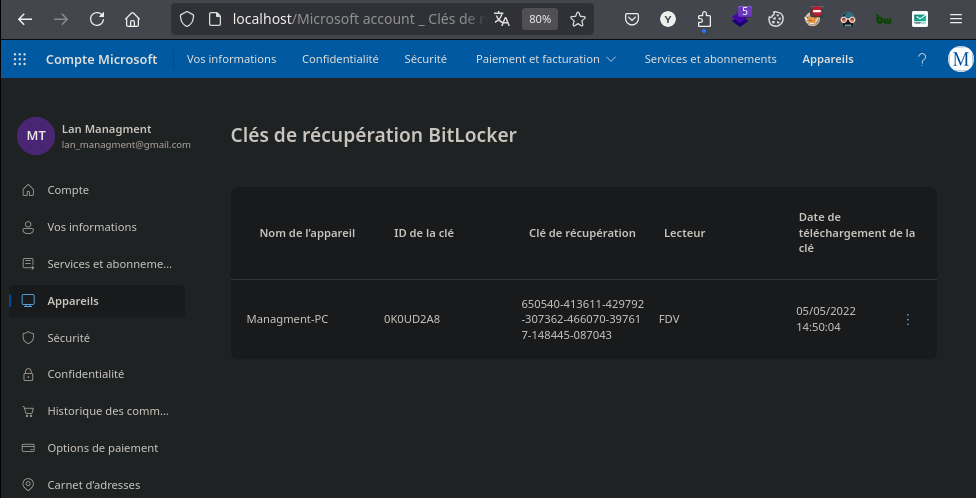 localhost/Microsoft account _ Clés de r
80%
Y
5
bw
Compte Microsoft
Vos informations
Confidentialité
Sécurité
Paiement et facturation
Services et abonnements
Appareils
?
M
MT
Lan Managment
lan_managment@gmail.com
Compte
Vos informations
Services et abonneme...
Appareils
Sécurité
Confidentialité
Historique des comm...
Options de paiement
Carnet d’adresses
Clés de récupération BitLocker
Nom de l’appareil
ID de la clé
Clé de récupération
Lecteur
Date de
téléchargement de la
clé
Managment-PC
0K0UD2A8
650540-413611-429792
-307362-466070-39761
7-148445-087043
FDV
05/05/2022
14:50:04